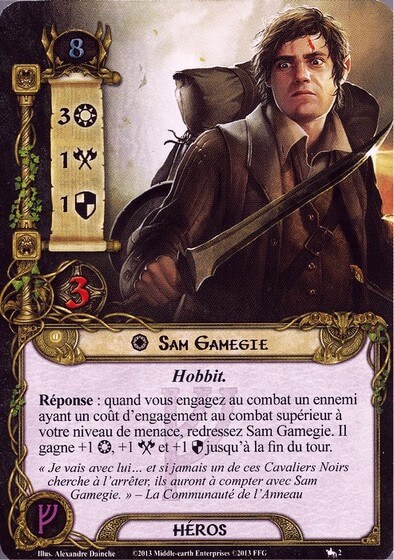 8
3
1
1
3
Sam Gamegie
Hobbit.
Réponse : quand vous engagez au combat un ennemi
ayant un coût d'engagement au combat supérieur à
votre niveau de menace, redressez Sam Gamegie. Il
gagne +1 , +1 et +1 jusqu'à la fin du tour.
« Je vais avec lui… et si jamais un de ces Cavaliers Noirs
cherche à l'arrêter, ils auront à compter avec Sam
Gamegie. » – La Communauté de l'Anneau
HÉROS
Illus. Alexandre Dainche
©2013 Middle-earth Enterprises ©2013 FFG
2